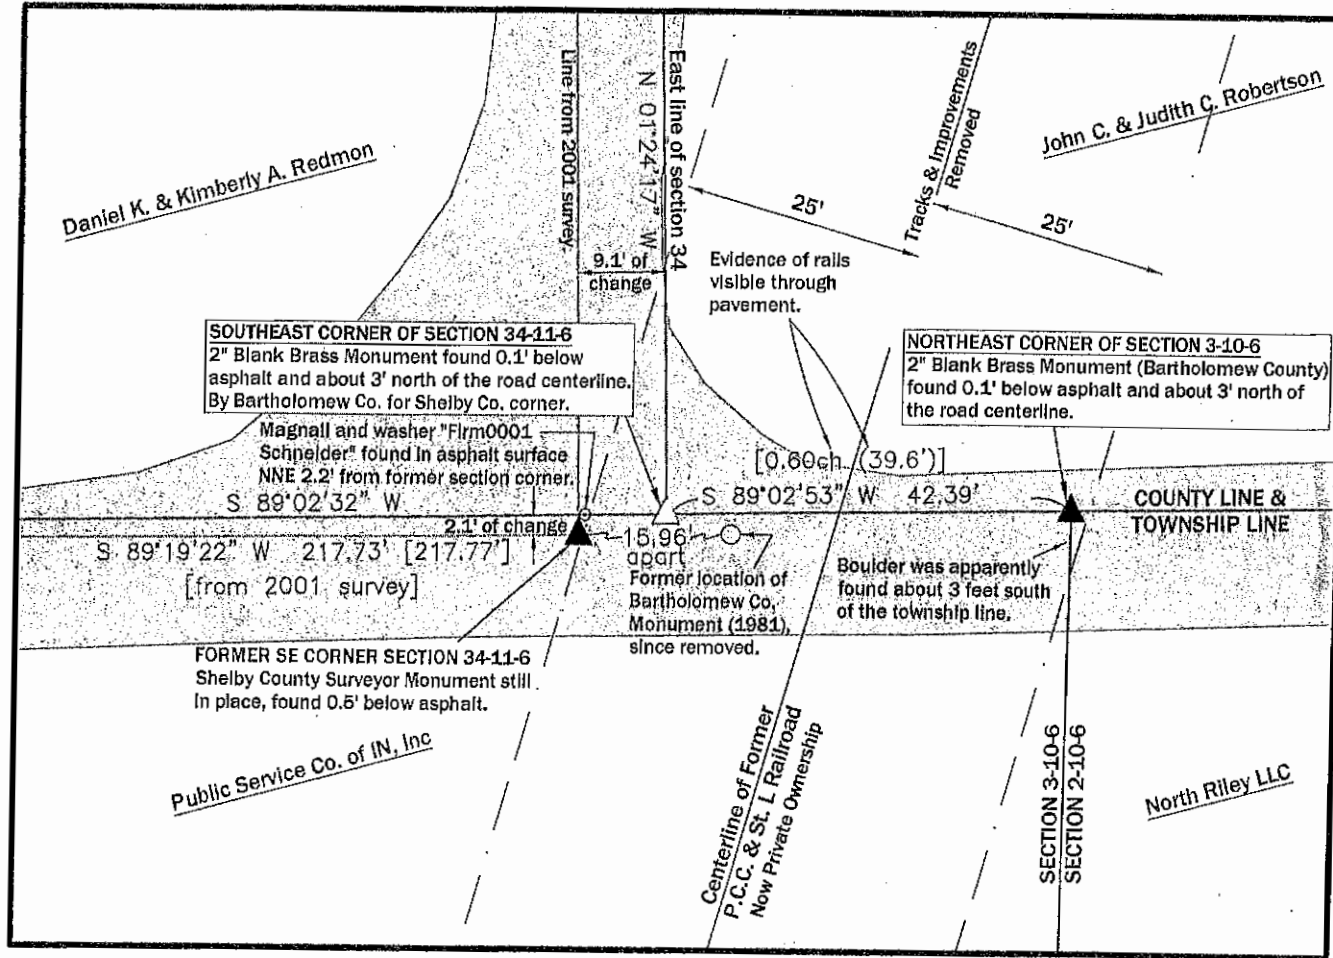 Daniel K. & Kimberly A. Redmon
Line from 2001 survey.
N 01°24'17" W
East line of section 34
9.1' of
change
25'
Tracks & Improvements
Removed
25'
John C. & Judith C. Robertson
Evidence of rails
visible through
pavement.
SOUTHEAST CORNER OF SECTION 34-11-6
2" Blank Brass Monument found 0.1' below
asphalt and about 3' north of the road centerline.
By Bartholomew Co. for Shelby Co. corner.
NORTHEAST CORNER OF SECTION 3-10-6
2" Blank Brass Monument (Bartholomew County)
found 0.1' below asphalt and about 3' north of
the road centerline.
Magnail and washer "Firm0001
Schneider" found in asphalt surface
NNE 2.2' from former section corner.
[0.60ch (39.6')]
S 89°02'32" W
S 89°02'53" W 42.39'
COUNTY LINE &
TOWNSHIP LINE
2.1' of change
S 89°19'22" W 217.73' [217.77']
[from 2001 survey]
15.96'
apart
Former location of
Bartholomew Co.
Monument (1981),
since removed.
Boulder was apparently
found about 3 feet south
of the township line.
FORMER SE CORNER SECTION 34-11-6
Shelby County Surveyor Monument still
in place, found 0.5' below asphalt.
Public Service Co. of IN, Inc
Centerline of Former
P.C.C. & St. L Railroad
Now Private Ownership
SECTION 3-10-6
SECTION 2-10-6
North Riley LLC